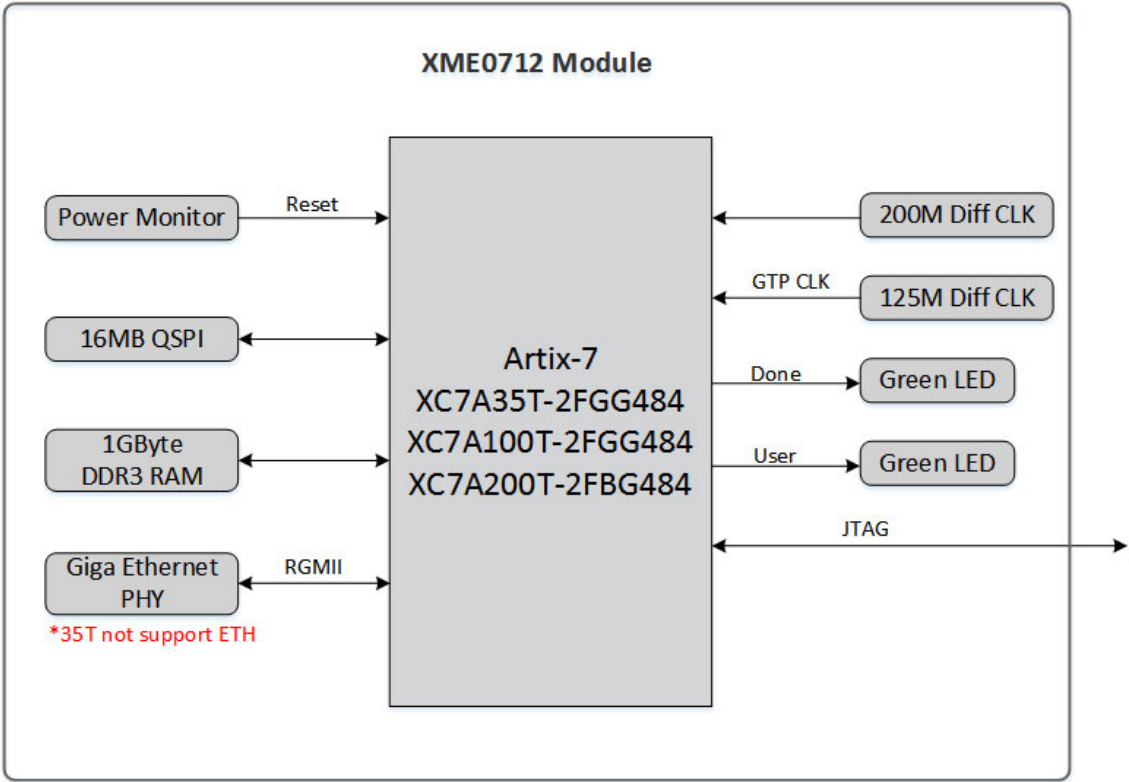 XME0712 Module
Power Monitor
Reset
16MB QSPI
1GByte
DDR3 RAM
Giga Ethernet
PHY
RGMII
*35T not support ETH
Artix-7
XC7A35T-2FGG484
XC7A100T-2FGG484
XC7A200T-2FBG484
200M Diff CLK
GTP CLK
125M Diff CLK
Done
Green LED
User
Green LED
JTAG